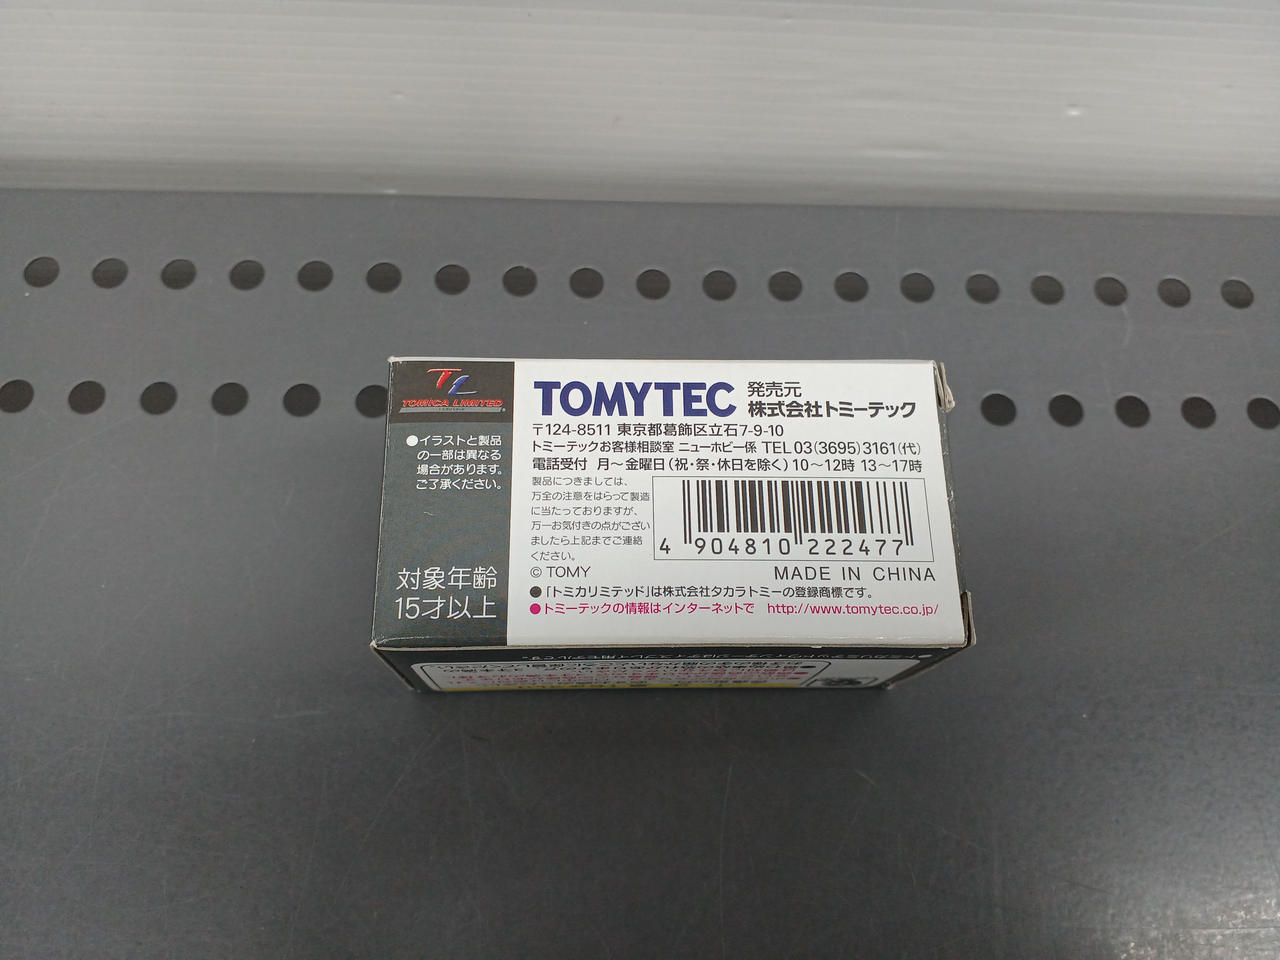 TL
TOMICA LIMITED
●イラストと製品
の一部は異なる
場合があります。
ご了承ください。
対象年齢
15才以上
TOMYTEC 発売元
株式会社トミーテック
〒124-8511 東京都葛飾区立石7-9-10
トミーテックお客様相談室 ニューホビー係 TEL 03(3695)3161(代)
電話受付 月～金曜日(祝・祭・休日を除く)10～12時 13～17時
製品につきましては、
万全の注意をはらって製造
に当たっておりますが、
万一お気付きの点がござい
ましたら上記までご連絡
ください。
4 904810 222477
© TOMY MADE IN CHINA
●「トミカリミテッド」は株式会社タカラトミーの登録商標です。
●トミーテックの情報はインターネットで http://www.tomytec.co.jp/